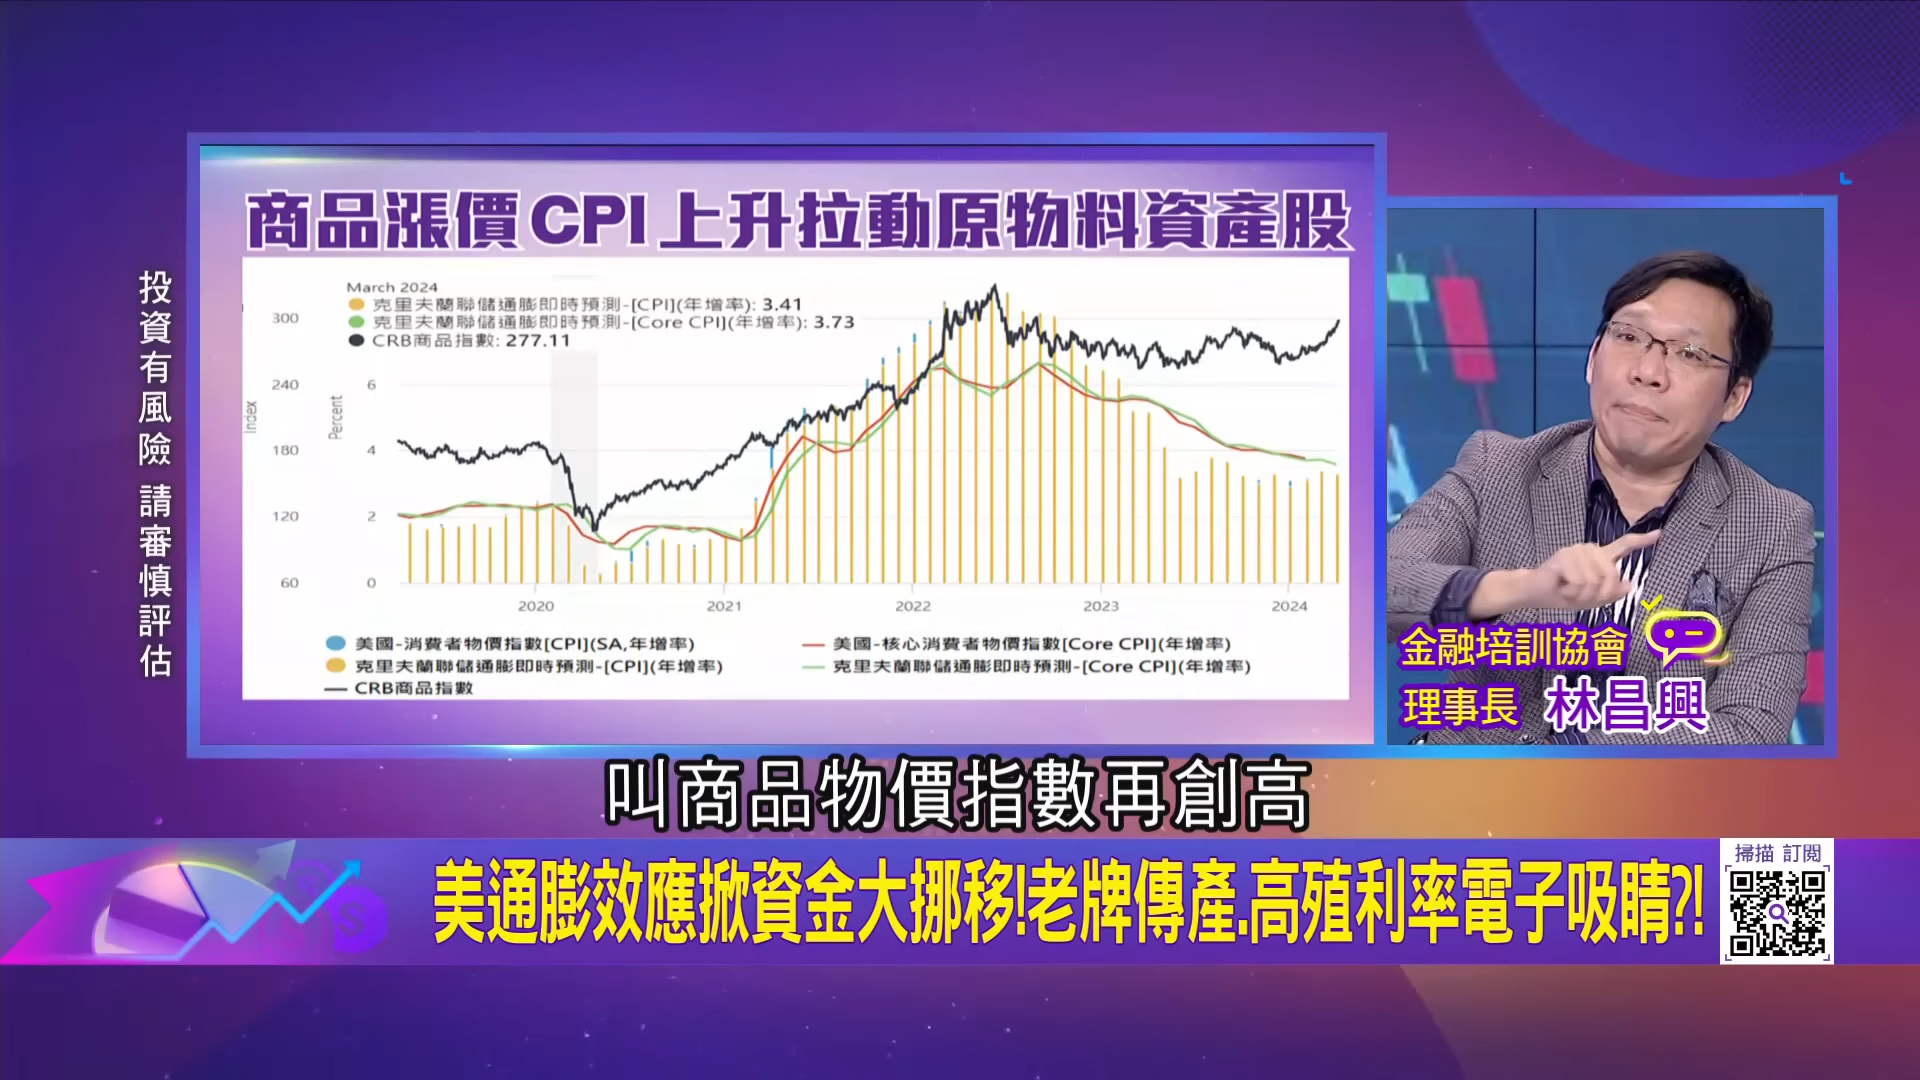 商品漲價CPI上升拉動原物料資產股
投資有風險 請審慎評估
March 2024
克里夫蘭聯儲通膨即時預測-[CPI](年增率): 3.41
克里夫蘭聯儲通膨即時預測-[Core CPI](年增率): 3.73
CRB商品指數: 277.11
Index
300
240
180
120
60
Percent
6
4
2
0
2020 2021 2022 2023 2024
美國-消費者物價指數[CPI](SA,年增率)
美國-核心消費者物價指數[Core CPI](年增率)
克里夫蘭聯儲通膨即時預測-[CPI](年增率)
克里夫蘭聯儲通膨即時預測-[Core CPI](年增率)
CRB商品指數
金融培訓協會
理事長 林昌興
叫商品物價指數再創高
美通膨效應掀資金大挪移!老牌傳產.高殖利率電子吸睛?!
掃描 訂閱